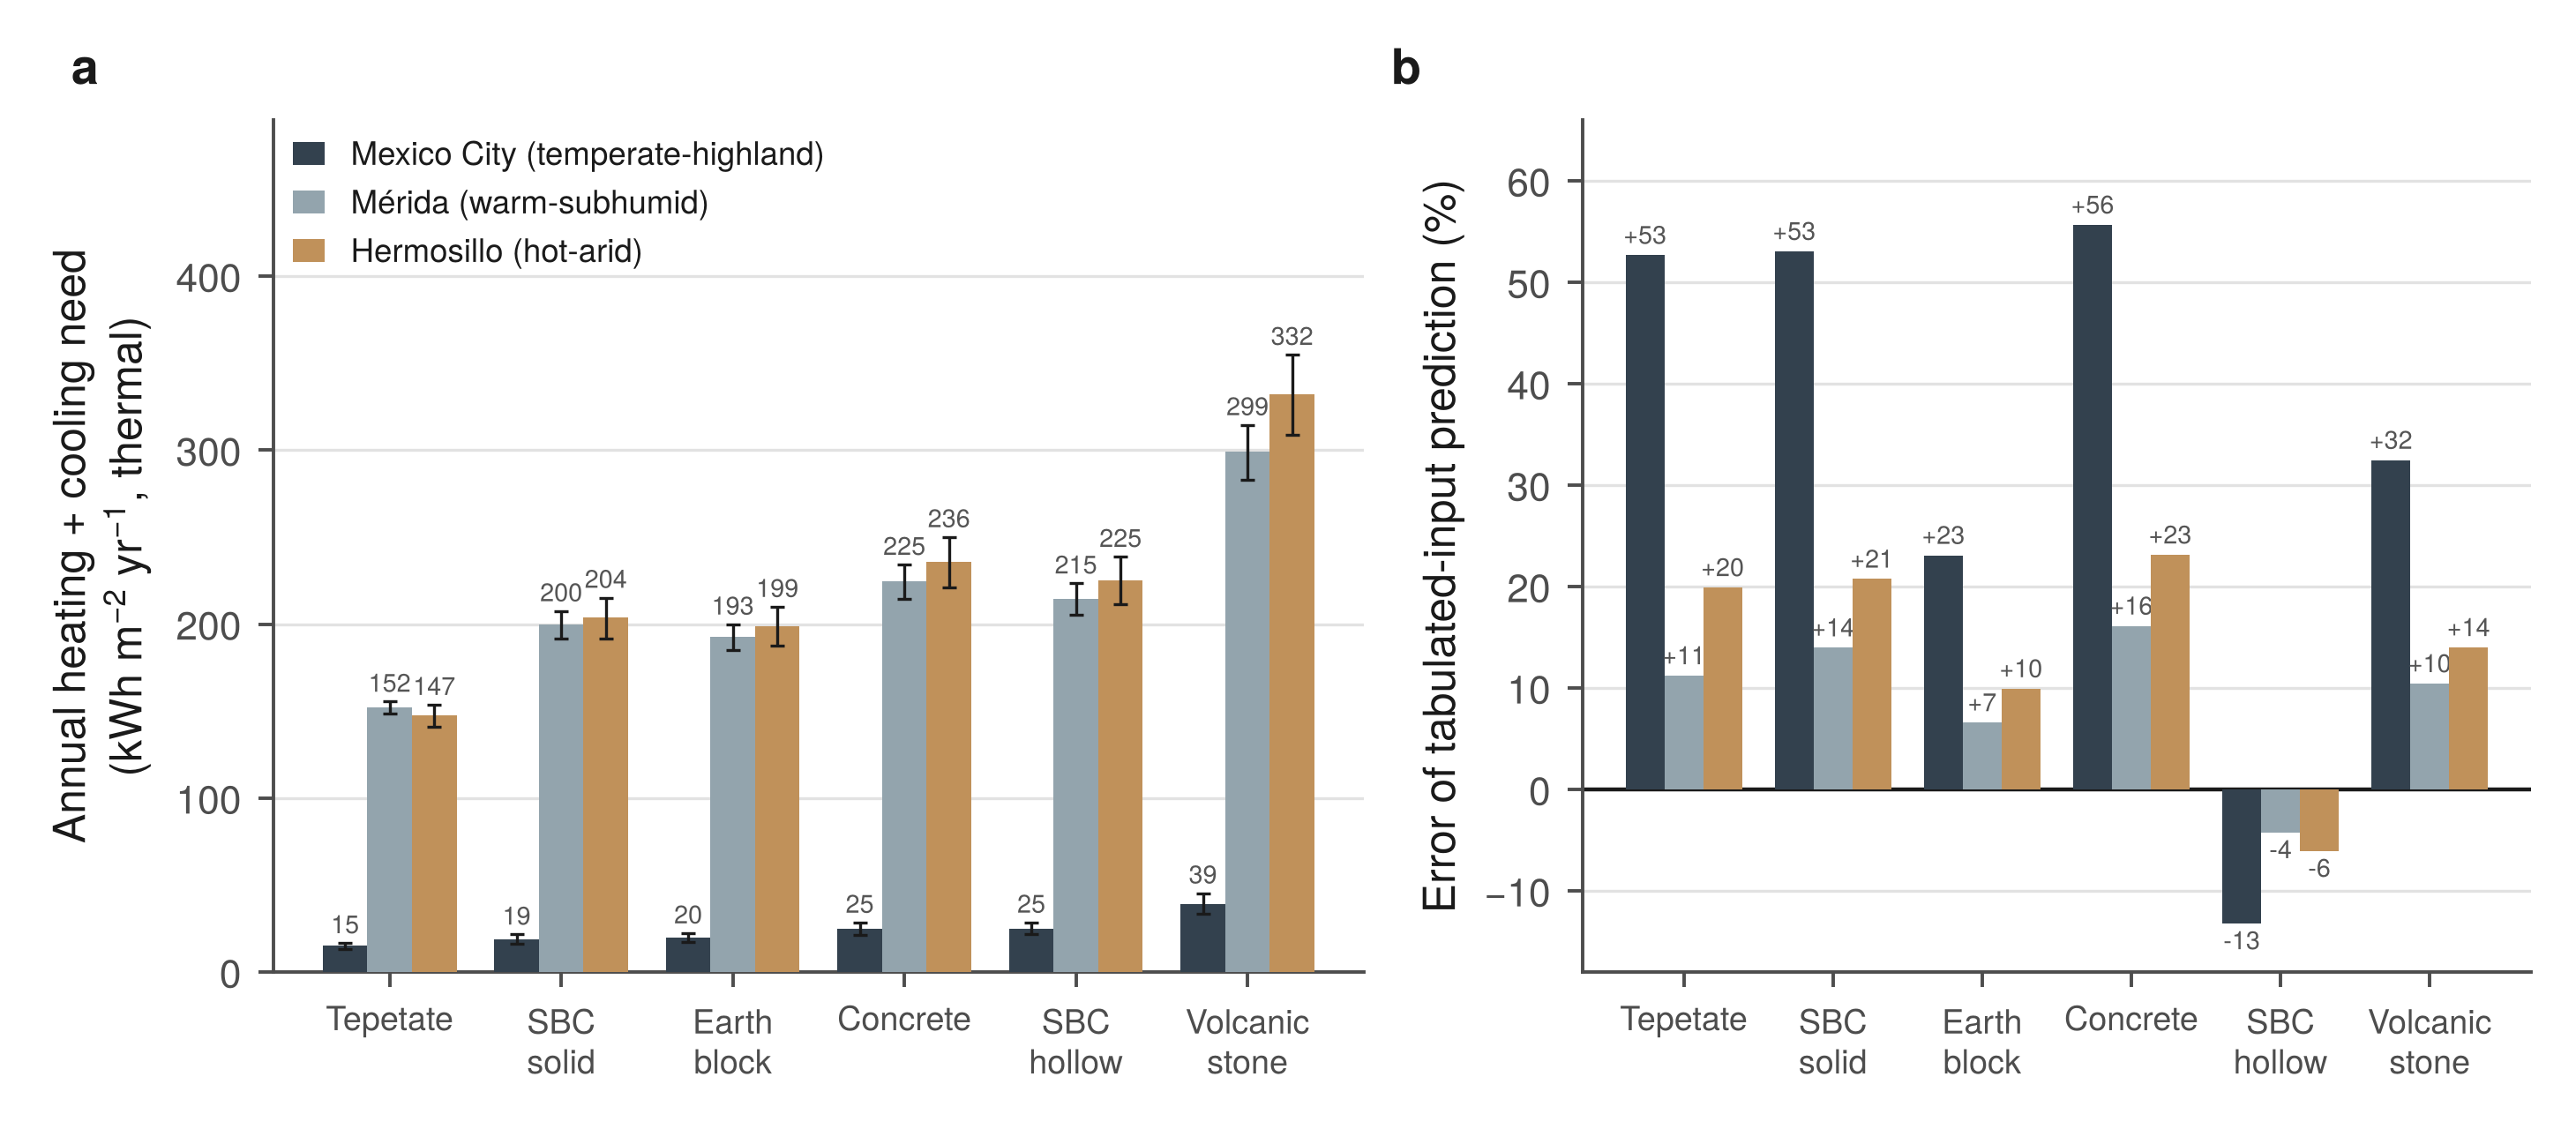 a
Mexico City (temperate-highland)
Mérida (warm-subhumid)
Hermosillo (hot-arid)
Annual heating + cooling need
(kWh m⁻² yr⁻¹, thermal)
400
300
200
100
0
15
152
147
19
200
204
20
193
199
25
225
236
25
215
225
39
299
332
Tepetate
SBC
solid
Earth
block
Concrete
SBC
hollow
Volcanic
stone
b
Error of tabulated-input prediction (%)
60
50
40
30
20
10
0
−10
+53
+11
+20
+53
+14
+21
+23
+7
+10
+56
+16
+23
-13
-4
-6
+32
+10
+14
Tepetate
SBC
solid
Earth
block
Concrete
SBC
hollow
Volcanic
stone